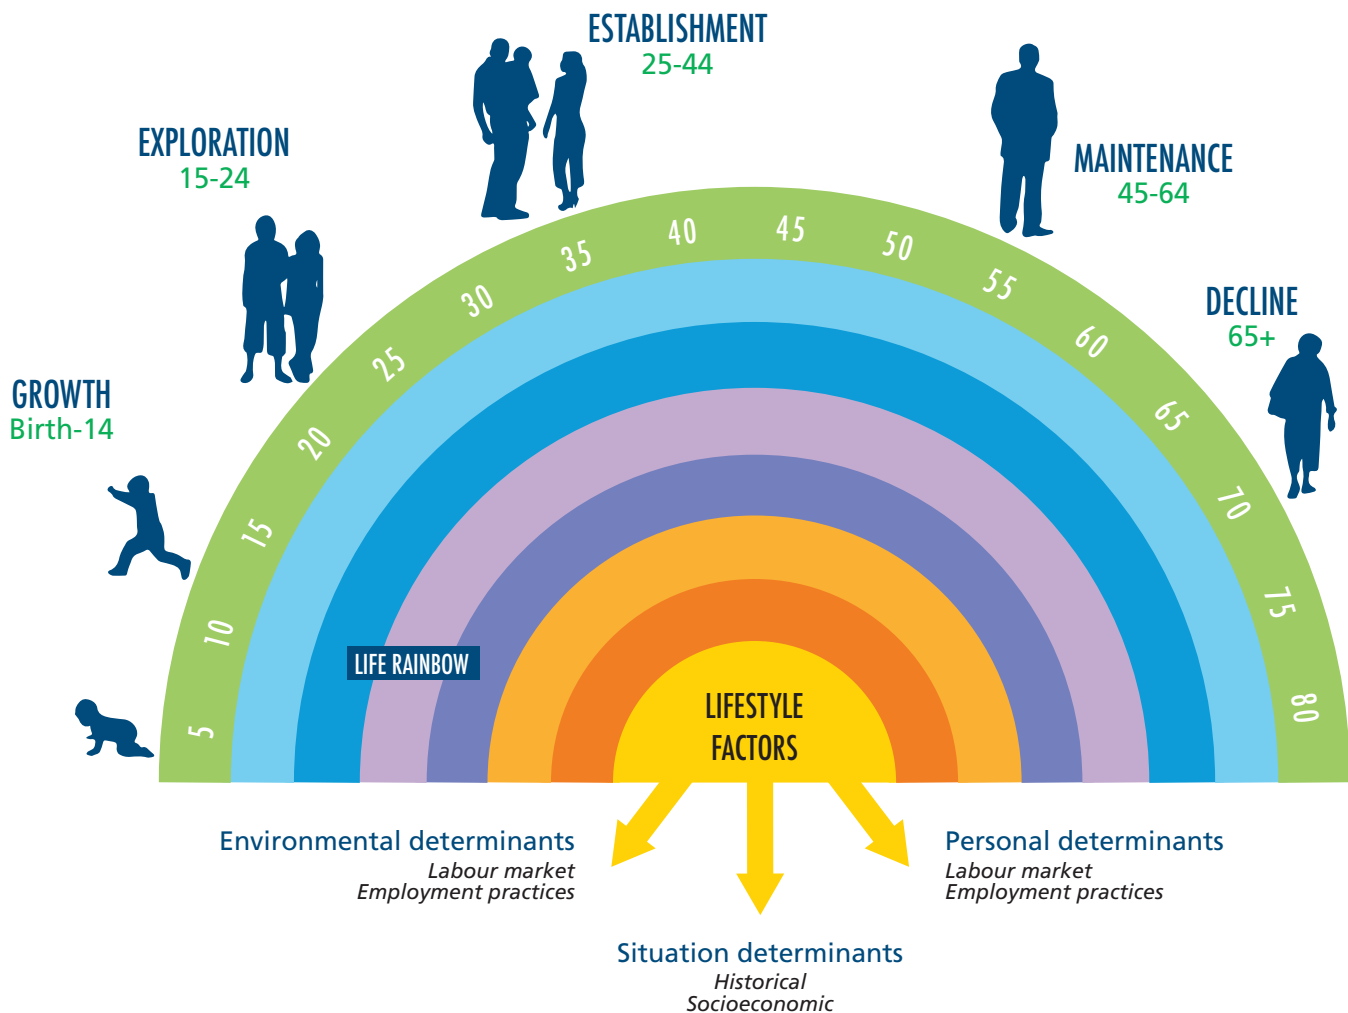 ESTABLISHMENT
25-44
EXPLORATION
15-24
MAINTENANCE
45-64
DECLINE
65+
GROWTH
Birth-14
5
10
15
20
25
30
35
40
45
50
55
60
65
70
75
80
LIFE RAINBOW
LIFESTYLE
FACTORS
Environmental determinants
Labour market
Employment practices
Personal determinants
Labour market
Employment practices
Situation determinants
Historical
Socioeconomic